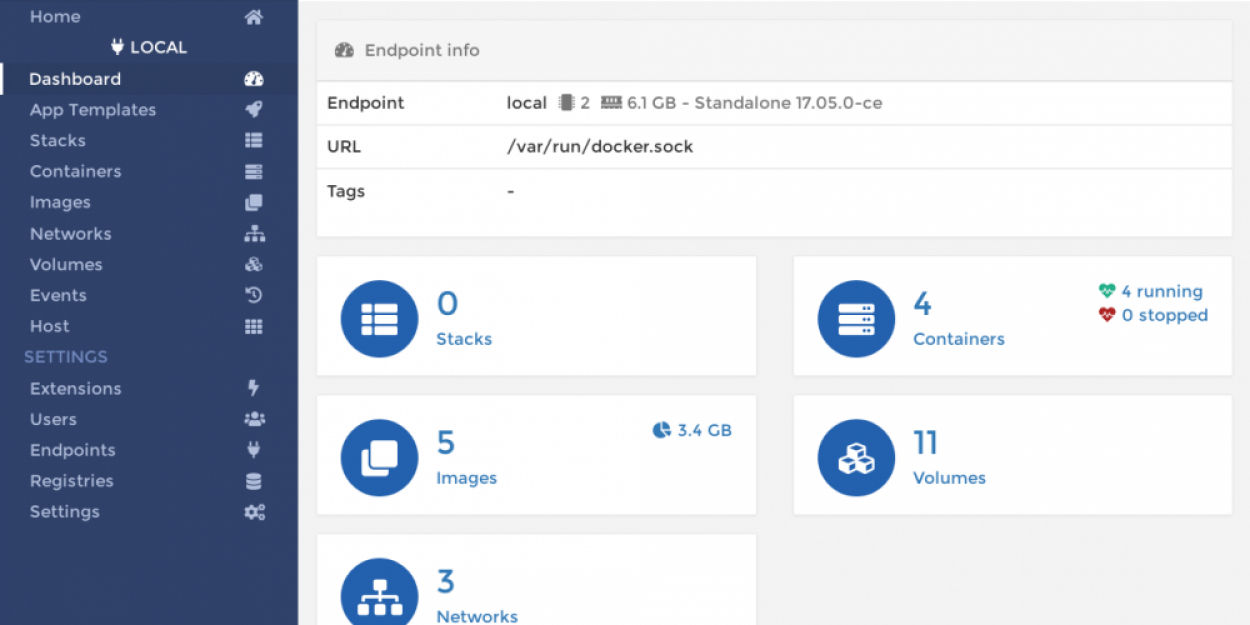 Home
LOCAL
Dashboard
App Templates
Stacks
Containers
Images
Networks
Volumes
Events
Host
SETTINGS
Extensions
Users
Endpoints
Registries
Settings
Endpoint info
Endpoint local 2 6.1 GB - Standalone 17.05.0-ce
URL /var/run/docker.sock
Tags -
0
Stacks
4
Containers
4 running
0 stopped
5
Images
3.4 GB
11
Volumes
3
Networks